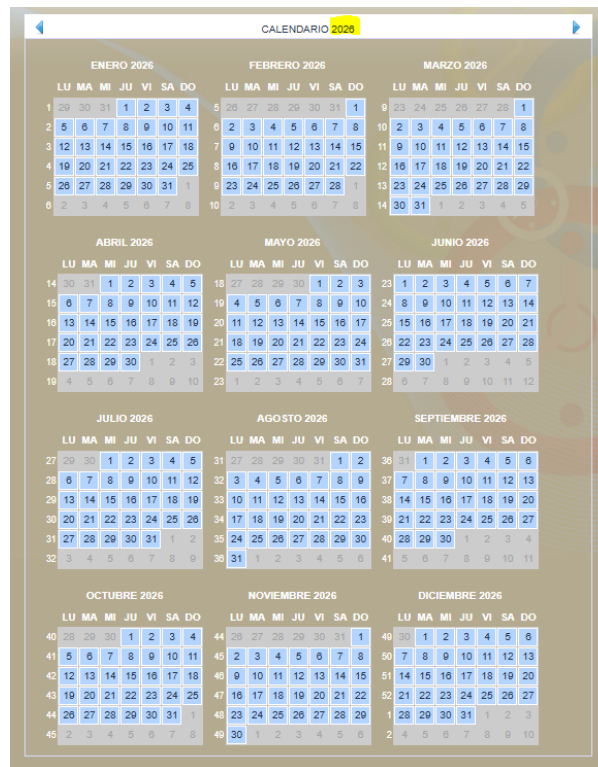 CALENDARIO 2026
ENERO 2026
LU MA MI JU VI SA DO
1 29 30 31 1 2 3 4
2 5 6 7 8 9 10 11
3 12 13 14 15 16 17 18
4 19 20 21 22 23 24 25
5 26 27 28 29 30 31 1
6 2 3 4 5 6 7 8
FEBRERO 2026
LU MA MI JU VI SA DO
5 26 27 28 29 30 31 1
6 2 3 4 5 6 7 8
7 9 10 11 12 13 14 15
8 16 17 18 19 20 21 22
9 23 24 25 26 27 28 1
10 2 3 4 5 6 7 8
MARZO 2026
LU MA MI JU VI SA DO
9 23 24 25 26 27 28 1
10 2 3 4 5 6 7 8
11 9 10 11 12 13 14 15
12 16 17 18 19 20 21 22
13 23 24 25 26 27 28 29
14 30 31 1 2 3 4 5
ABRIL 2026
LU MA MI JU VI SA DO
14 30 31 1 2 3 4 5
15 6 7 8 9 10 11 12
16 13 14 15 16 17 18 19
17 20 21 22 23 24 25 26
18 27 28 29 30 1 2 3
19 4 5 6 7 8 9 10
MAYO 2026
LU MA MI JU VI SA DO
18 27 28 29 30 1 2 3
19 4 5 6 7 8 9 10
20 11 12 13 14 15 16 17
21 18 19 20 21 22 23 24
22 25 26 27 28 29 30 31
23 1 2 3 4 5 6 7
JUNIO 2026
LU MA MI JU VI SA DO
23 1 2 3 4 5 6 7
24 8 9 10 11 12 13 14
25 15 16 17 18 19 20 21
26 22 23 24 25 26 27 28
27 29 30 1 2 3 4 5
28 6 7 8 9 10 11 12
JULIO 2026
LU MA MI JU VI SA DO
27 29 30 1 2 3 4 5
28 6 7 8 9 10 11 12
29 13 14 15 16 17 18 19
30 20 21 22 23 24 25 26
31 27 28 29 30 31 1 2
32 3 4 5 6 7 8 9
AGOSTO 2026
LU MA MI JU VI SA DO
31 27 28 29 30 31 1 2
32 3 4 5 6 7 8 9
33 10 11 12 13 14 15 16
34 17 18 19 20 21 22 23
35 24 25 26 27 28 29 30
36 31 1 2 3 4 5 6
SEPTIEMBRE 2026
LU MA MI JU VI SA DO
36 31 1 2 3 4 5 6
37 7 8 9 10 11 12 13
38 14 15 16 17 18 19 20
39 21 22 23 24 25 26 27
40 28 29 30 1 2 3 4
41 5 6 7 8 9 10 11
OCTUBRE 2026
LU MA MI JU VI SA DO
40 28 29 30 1 2 3 4
41 5 6 7 8 9 10 11
42 12 13 14 15 16 17 18
43 19 20 21 22 23 24 25
44 26 27 28 29 30 31 1
45 2 3 4 5 6 7 8
NOVIEMBRE 2026
LU MA MI JU VI SA DO
44 26 27 28 29 30 31 1
45 2 3 4 5 6 7 8
46 9 10 11 12 13 14 15
47 16 17 18 19 20 21 22
48 23 24 25 26 27 28 29
49 30 1 2 3 4 5 6
DICIEMBRE 2026
LU MA MI JU VI SA DO
49 30 1 2 3 4 5 6
50 7 8 9 10 11 12 13
51 14 15 16 17 18 19 20
52 21 22 23 24 25 26 27
1 28 29 30 31 1 2 3
2 4 5 6 7 8 9 10